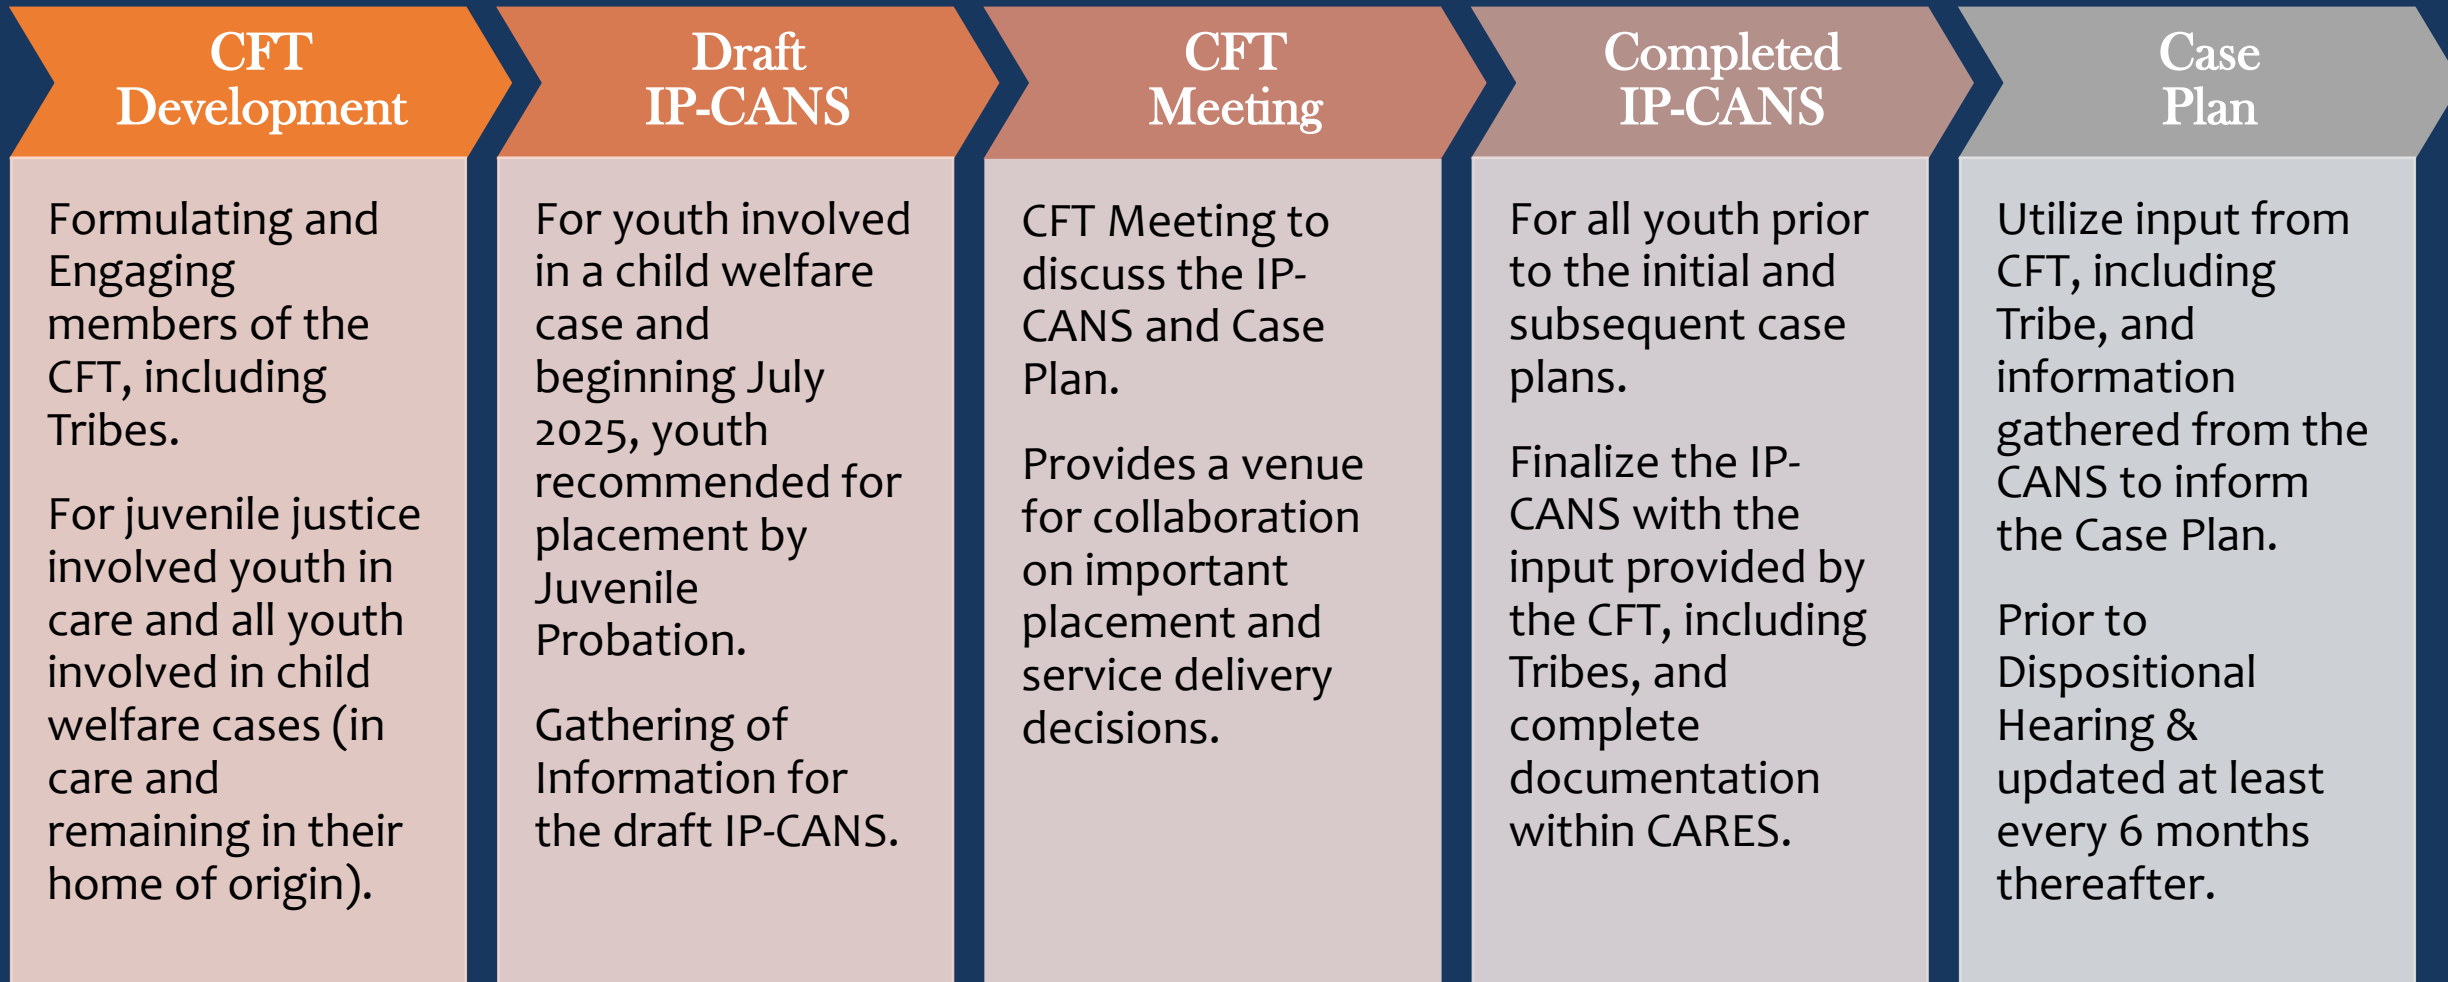 CFT
Development
Formulating and
Engaging
members of the
CFT, including
Tribes.
For juvenile justice
involved youth in
care and all youth
involved in child
welfare cases (in
care and
remaining in their
home of origin).
Draft
IP-CANS
For youth involved
in a child welfare
case and
beginning July
2025, youth
recommended for
placement by
Juvenile
Probation.
Gathering of
Information for
the draft IP-CANS.
CFT
Meeting
CFT Meeting to
discuss the IP-
CANS and Case
Plan.
Provides a venue
for collaboration
on important
placement and
service delivery
decisions.
Completed
IP-CANS
For all youth prior
to the initial and
subsequent case
plans.
Finalize the IP-
CANS with the
input provided by
the CFT, including
Tribes, and
complete
documentation
within CARES.
Case
Plan
Utilize input from
CFT, including
Tribe, and
information
gathered from the
CANS to inform
the Case Plan.
Prior to
Dispositional
Hearing &
updated at least
every 6 months
thereafter.